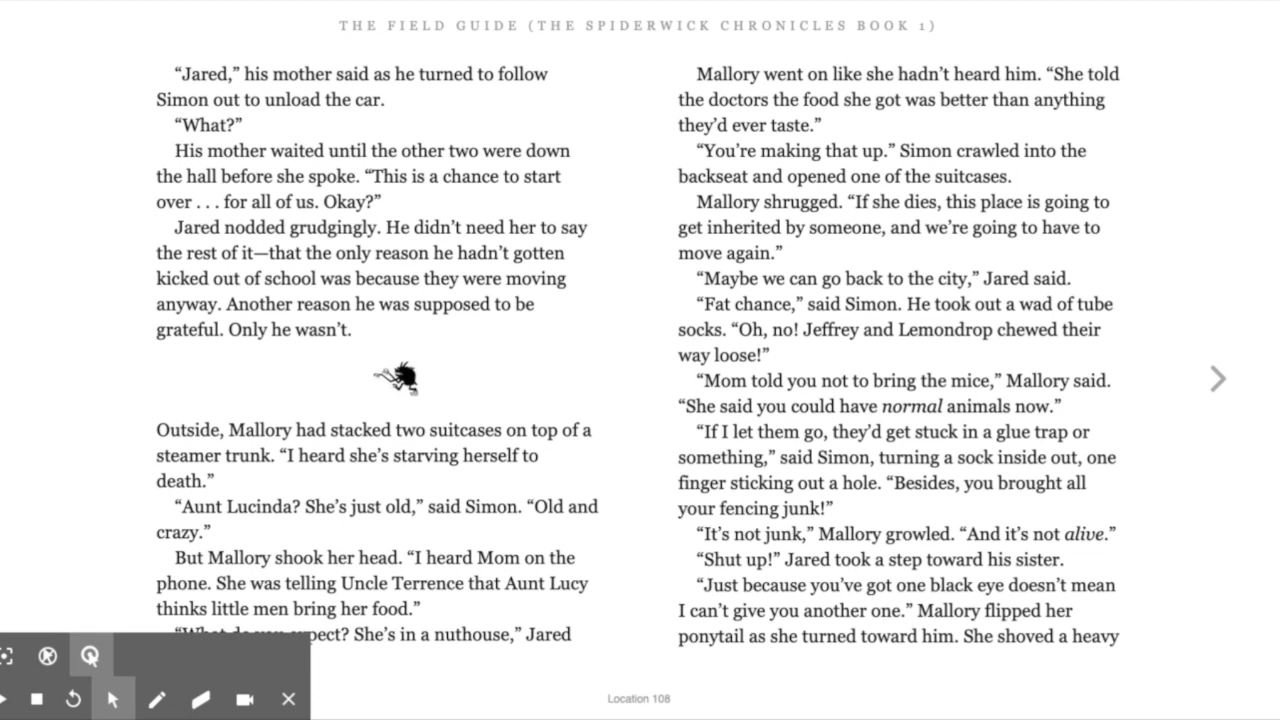 THE FIELD GUIDE (THE SPIDERWICK CHRONICLES BOOK 1)
“Jared,” his mother said as he turned to follow
Simon out to unload the car.
“What?”
His mother waited until the other two were down
the hall before she spoke. “This is a chance to start
over . . . for all of us. Okay?”
Jared nodded grudgingly. He didn’t need her to say
the rest of it—that the only reason he hadn’t gotten
kicked out of school was because they were moving
anyway. Another reason he was supposed to be
grateful. Only he wasn’t.
Outside, Mallory had stacked two suitcases on top of a
steamer trunk. “I heard she’s starving herself to
death.”
“Aunt Lucinda? She’s just old,” said Simon. “Old and
crazy.”
But Mallory shook her head. “I heard Mom on the
phone. She was telling Uncle Terrence that Aunt Lucy
thinks little men bring her food.”
“What do you expect? She’s in a nuthouse,” Jared
Mallory went on like she hadn’t heard him. “She told
the doctors the food she got was better than anything
they’d ever taste.”
“You’re making that up.” Simon crawled into the
backseat and opened one of the suitcases.
Mallory shrugged. “If she dies, this place is going to
get inherited by someone, and we’re going to have to
move again.”
“Maybe we can go back to the city,” Jared said.
“Fat chance,” said Simon. He took out a wad of tube
socks. “Oh, no! Jeffrey and Lemondrop chewed their
way loose!”
“Mom told you not to bring the mice,” Mallory said.
“She said you could have normal animals now.”
“If I let them go, they’d get stuck in a glue trap or
something,” said Simon, turning a sock inside out, one
finger sticking out a hole. “Besides, you brought all
your fencing junk!”
“It’s not junk,” Mallory growled. “And it’s not alive.”
“Shut up!” Jared took a step toward his sister.
“Just because you’ve got one black eye doesn’t mean
I can’t give you another one.” Mallory flipped her
ponytail as she turned toward him. She shoved a heavy
Location 108